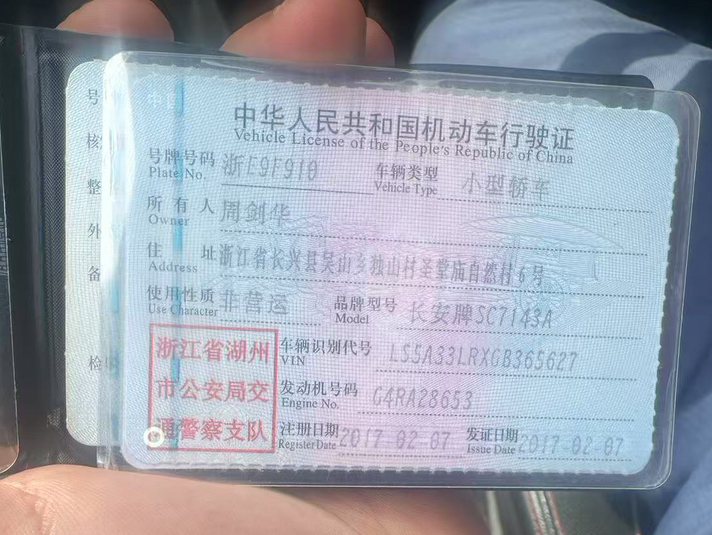 中华人民共和国机动车行驶证
Vehicle License of the People's Republic of China
号牌号码 浙E9F910 车辆类型 小型轿车
Plate No. Vehicle Type
所有人 周剑华
Owner
住址 浙江省长兴县吴山乡独山村圣堂庙自然村6号
Address
使用性质 非营运 品牌型号 长安牌SC7143A
Use Character Model
浙江省湖州
市公安局交
通警察支队
车辆识别代号 LS5A33LRXGB365627
VIN
发动机号码 G4RA28653
Engine No.
注册日期 2017-02-07 发证日期 2017-02-07
Register Date Issue Date
号
核
整
外
备
检